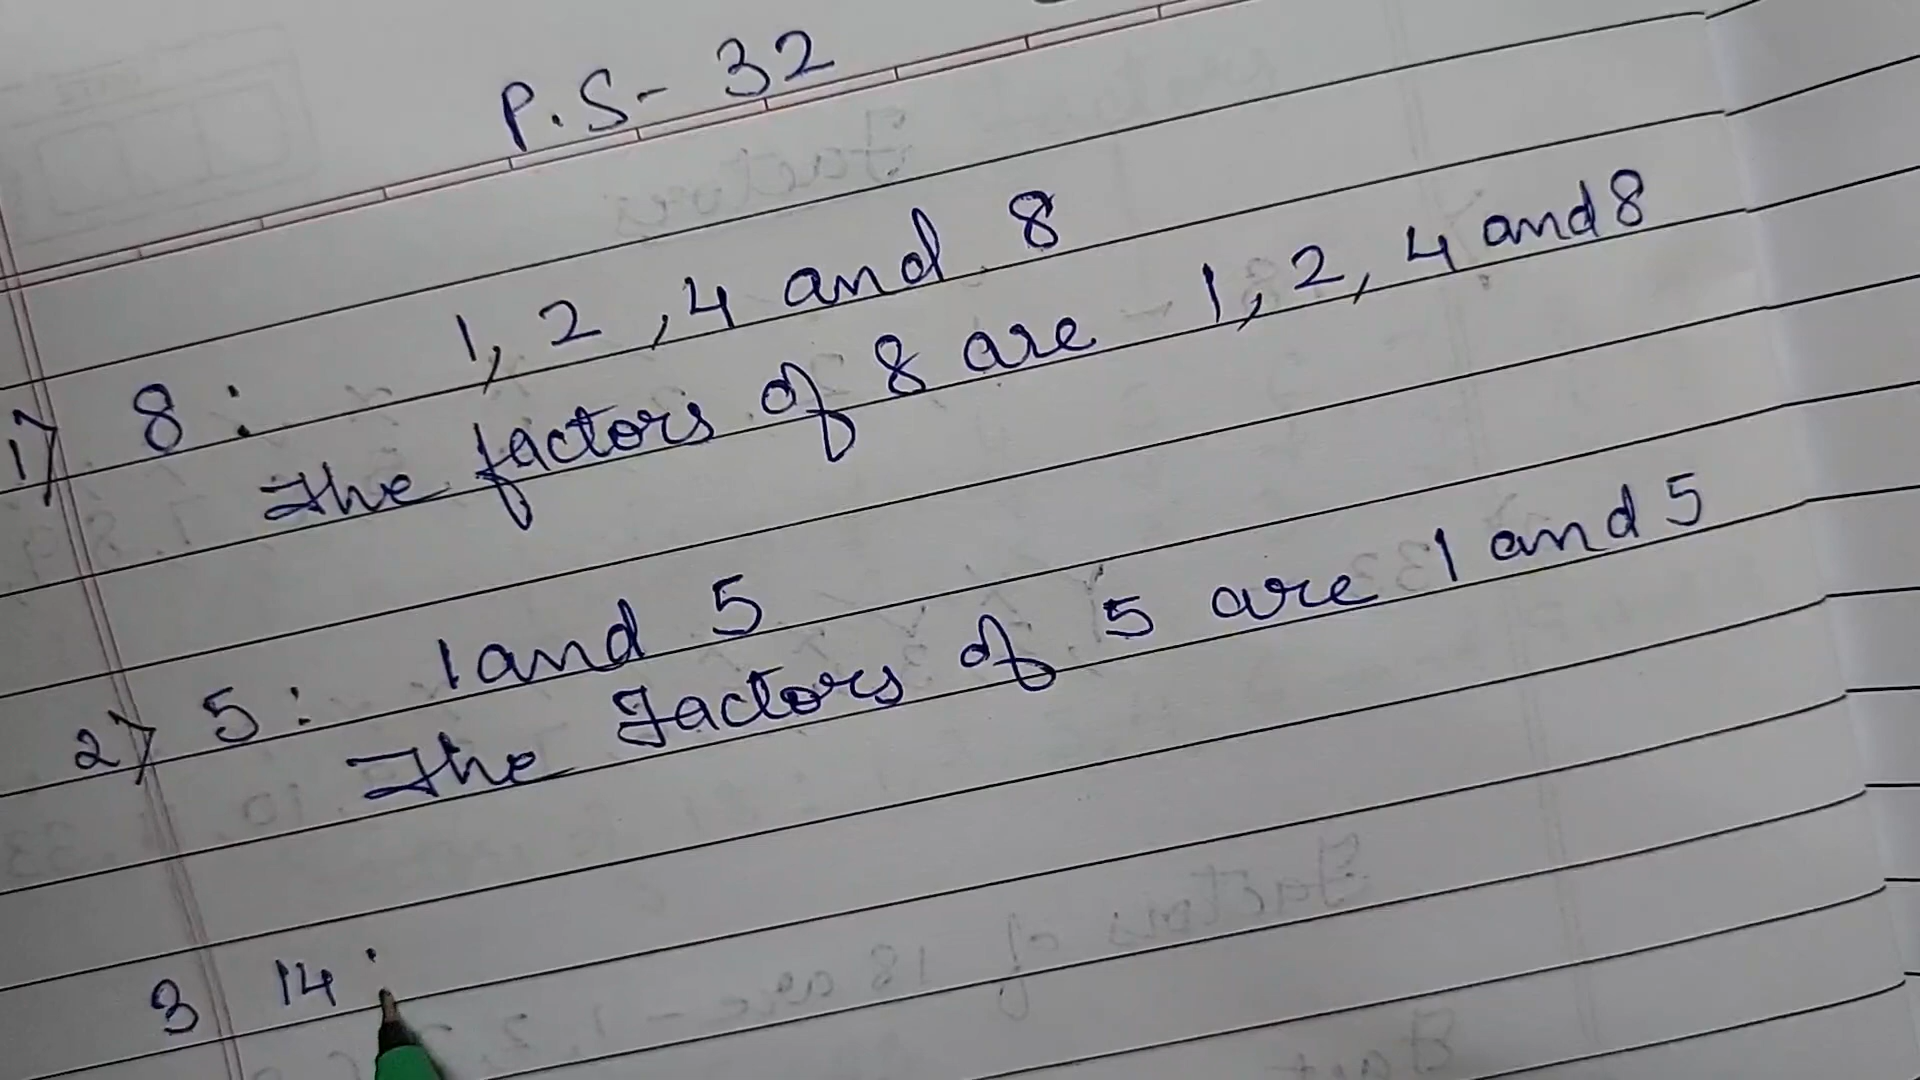 P.S- 32
1) 8 : 1, 2, 4 and 8
The factors of 8 are 1, 2, 4 and 8
2) 5 : 1 and 5
The Factors of 5 are 1 and 5
3 14 :